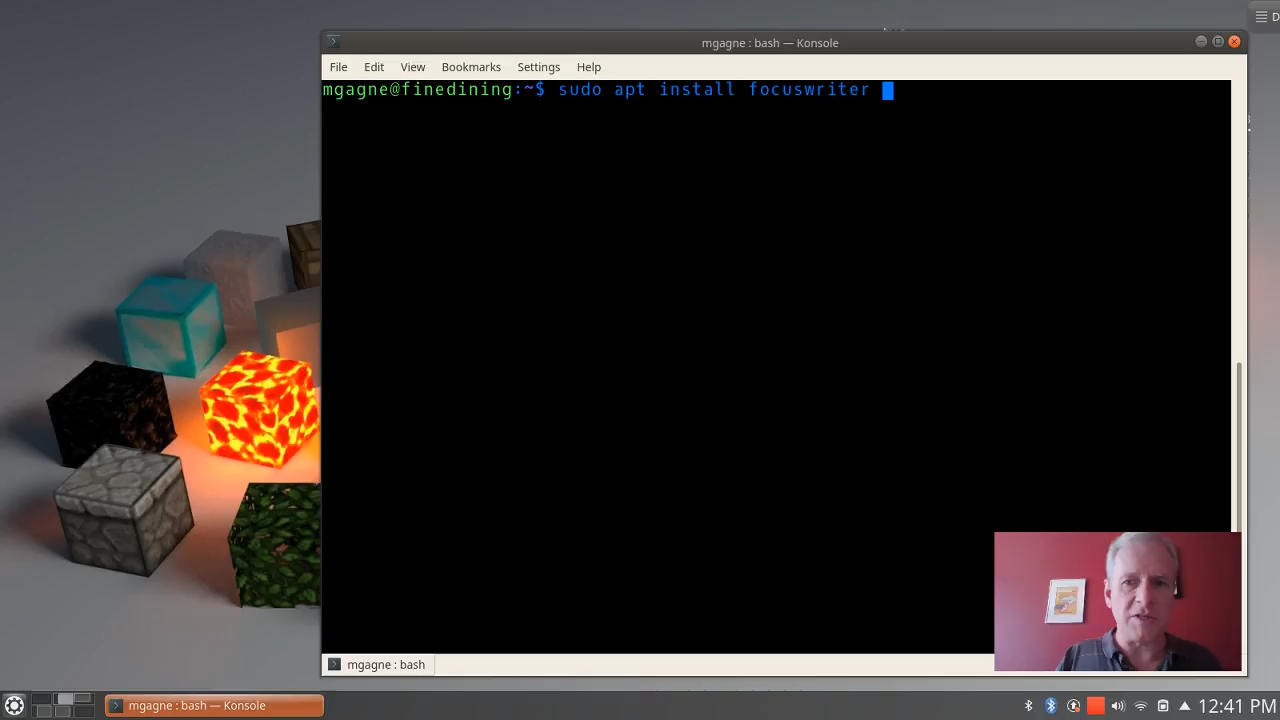 D
mgagne : bash — Konsole
File Edit View Bookmarks Settings Help
mgagne@finedining:~$ sudo apt install focuswriter
mgagne : bash
mgagne : bash — Konsole
12:41 PM